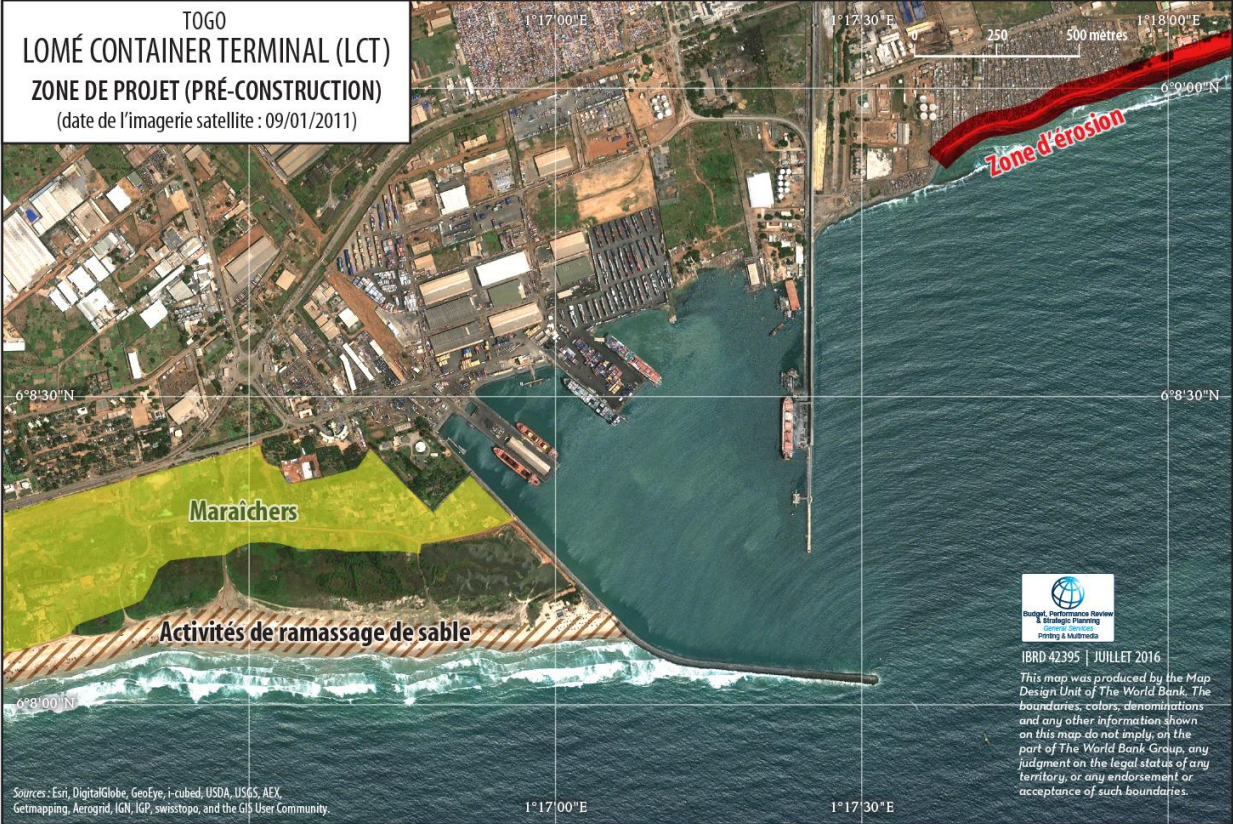 TOGO
LOMÉ CONTAINER TERMINAL (LCT)
ZONE DE PROJET (PRÉ-CONSTRUCTION)
(date de l'imagerie satellite : 09/01/2011)
1°17'00"E
1°17'30"E
1°18'00"E
0 250 500 mètres
6°9'00"N
Zone d'érosion
6°8'30"N
6°8'30"N
Maraîchers
Activités de ramassage de sable
6°8'00"N
Budget, Performance Review
& Strategic Planning
General Services
Printing & Multimedia
IBRD 42395 | JUILLET 2016
This map was produced by the Map
Design Unit of The World Bank. The
boundaries, colors, denominations
and any other information shown
on this map do not imply, on the
part of The World Bank Group, any
judgment on the legal status of any
territory, or any endorsement or
acceptance of such boundaries.
Sources : Esri, DigitalGlobe, GeoEye, i-cubed, USDA, USGS, AEX,
Getmapping, Aerogrid, IGN, IGP, swisstopo, and the GIS User Community.
1°17'00"E
1°17'30"E